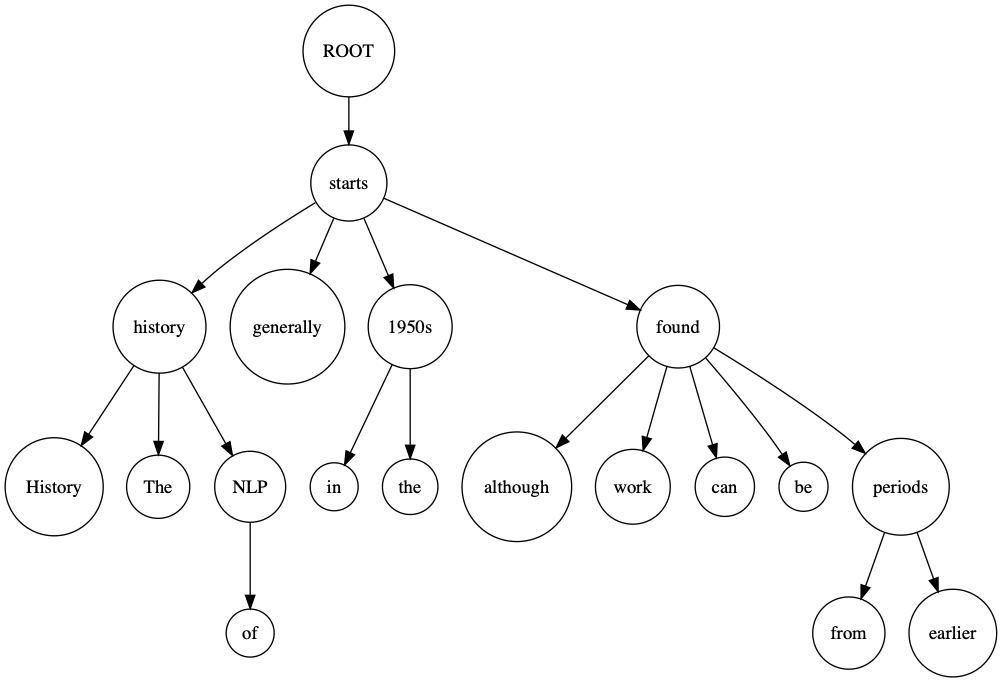 ROOT
starts
history
generally
1950s
found
History
The
NLP
in
the
although
work
can
be
periods
of
from
earlier